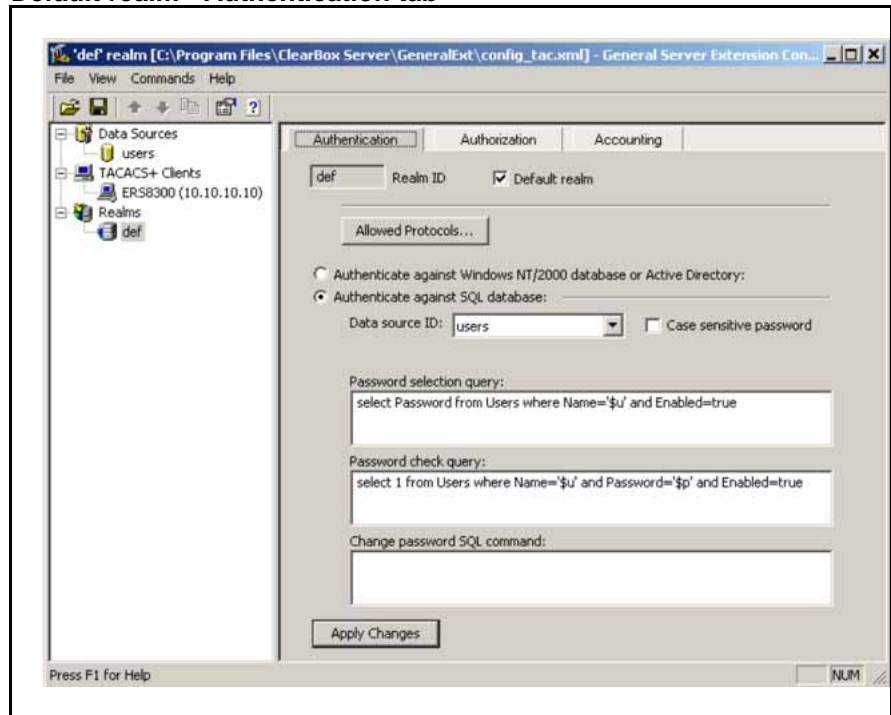 Default realm - Authentication tab
'def' realm [C:\Program Files\ClearBox Server\GeneralExt\config_tac.xml] - General Server Extension Con...
File View Commands Help
Data Sources
users
TACACS+ Clients
ERS8300 (10.10.10.10)
Realms
def
Authentication Authorization Accounting
def Realm ID Default realm
Allowed Protocols...
Authenticate against Windows NT/2000 database or Active Directory:
Authenticate against SQL database:
Data source ID: users Case sensitive password
Password selection query:
select Password from Users where Name='$u' and Enabled=true
Password check query:
select 1 from Users where Name='$u' and Password='$p' and Enabled=true
Change password SQL command:
Apply Changes
Press F1 for Help NUM